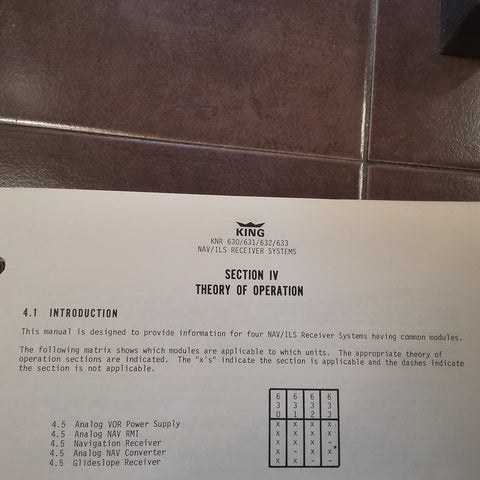 KING
KNR 630/631/632/633
NAV/ILS RECEIVER SYSTEMS
SECTION IV
THEORY OF OPERATION
4.1 INTRODUCTION
This manual is designed to provide information for four NAV/ILS Receiver Systems having common modules.
The following matrix shows which modules are applicable to which units. The appropriate theory of
operation sections are indicated. The "x's" indicate the section is applicable and the dashes indicate
the section is not applicable.
6 6 6 6
3 3 3 3
0 1 2 3
4.5 Analog VOR Power Supply x x x x
4.5 Analog NAV RMI x x x x
4.5 Navigation Receiver x x x -
4.5 Analog NAV Converter x - x x*
4.5 Glideslope Receiver x x x -